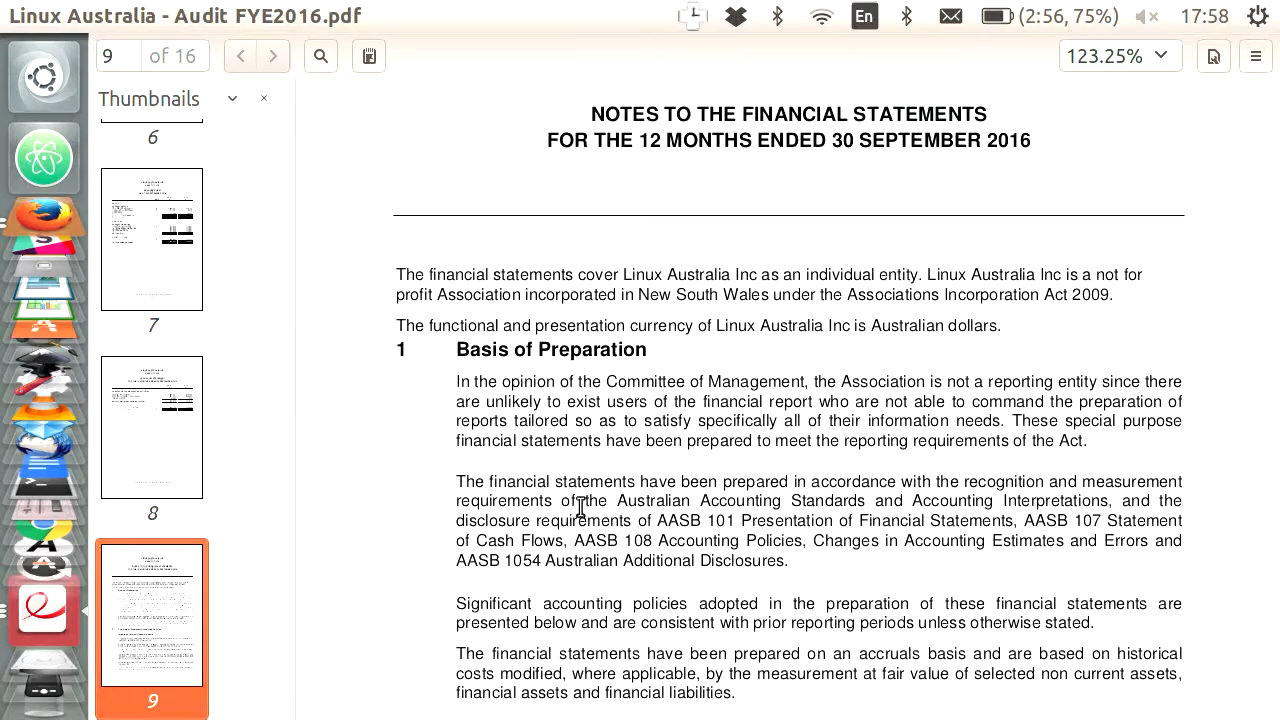 Linux Australia - Audit FYE2016.pdf
En
(2:56, 75%)
17:58
9 of 16
123.25%
Thumbnails
6
7
8
9
NOTES TO THE FINANCIAL STATEMENTS
FOR THE 12 MONTHS ENDED 30 SEPTEMBER 2016
The financial statements cover Linux Australia Inc as an individual entity. Linux Australia Inc is a not for
profit Association incorporated in New South Wales under the Associations Incorporation Act 2009.
The functional and presentation currency of Linux Australia Inc is Australian dollars.
1 Basis of Preparation
In the opinion of the Committee of Management, the Association is not a reporting entity since there
are unlikely to exist users of the financial report who are not able to command the preparation of
reports tailored so as to satisfy specifically all of their information needs. These special purpose
financial statements have been prepared to meet the reporting requirements of the Act.
The financial statements have been prepared in accordance with the recognition and measurement
requirements of the Australian Accounting Standards and Accounting Interpretations, and the
disclosure requirements of AASB 101 Presentation of Financial Statements, AASB 107 Statement
of Cash Flows, AASB 108 Accounting Policies, Changes in Accounting Estimates and Errors and
AASB 1054 Australian Additional Disclosures.
Significant accounting policies adopted in the preparation of these financial statements are
presented below and are consistent with prior reporting periods unless otherwise stated.
The financial statements have been prepared on an accruals basis and are based on historical
costs modified, where applicable, by the measurement at fair value of selected non current assets,
financial assets and financial liabilities.